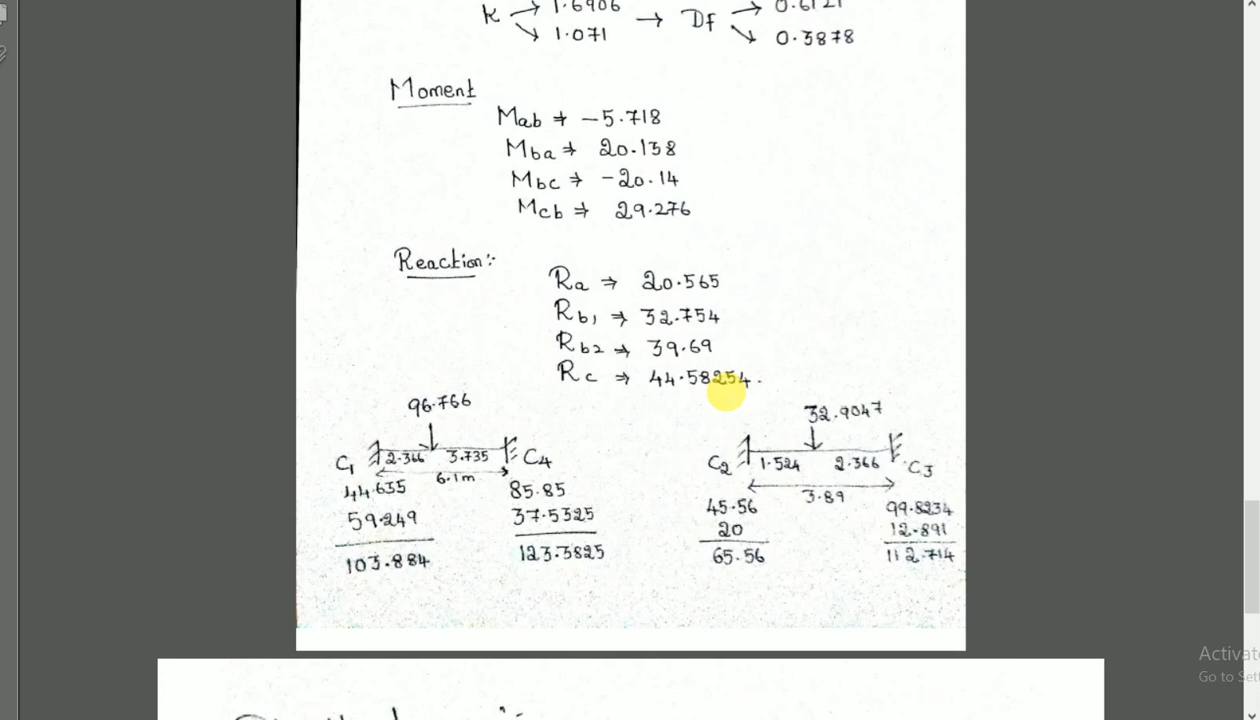 K → 1.6906 → Df → 0.6121
↘ 1.071 ↘ 0.3878
Moment
Mab ⇒ -5.718
Mba ⇒ 20.138
Mbc ⇒ -20.14
Mcb ⇒ 29.276
Reaction:-
Ra ⇒ 20.565
Rb1 ⇒ 32.754
Rb2 ⇒ 39.69
Rc ⇒ 44.58254.
96.766
C1 2.366 3.735 C4
6.1m
44.635 85.85
59.249 37.5325
103.884 123.3825
32.9047
C2 1.524 2.366 C3
3.89
45.56 99.8234
20 12.891
65.56 112.714
Activat
Go to Sett